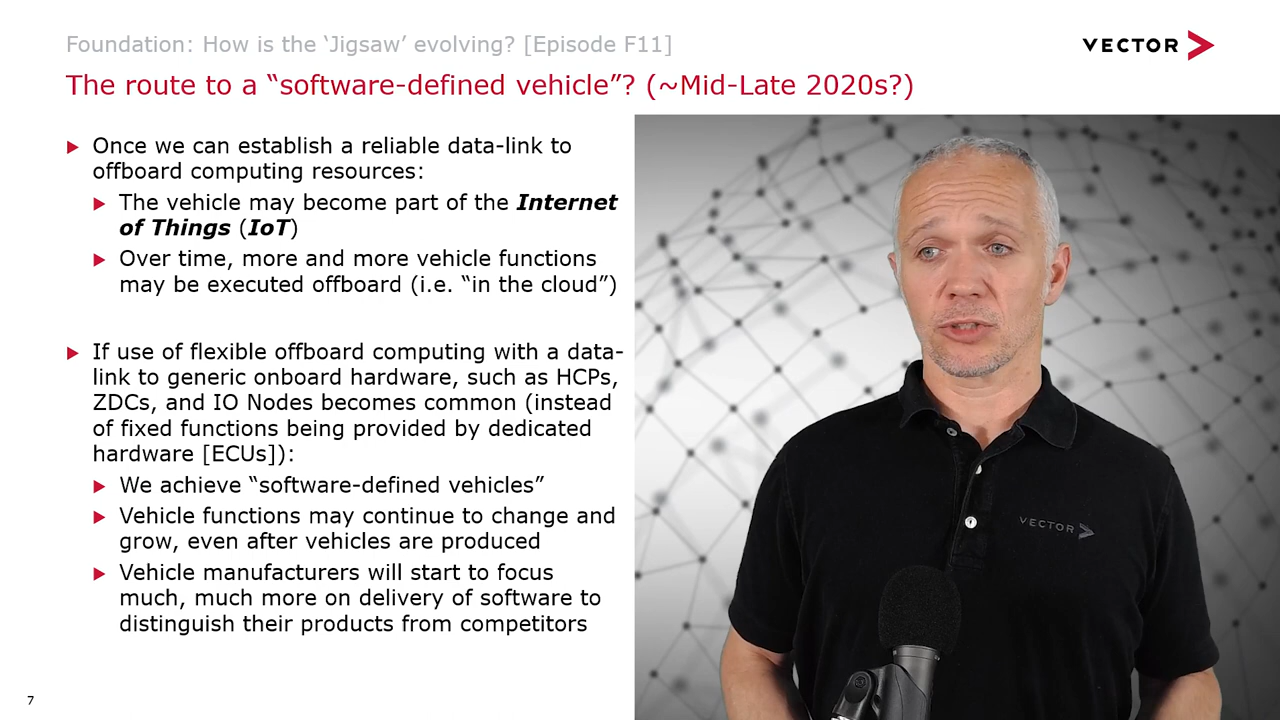 Foundation: How is the ‘Jigsaw’ evolving? [Episode F11]
VECTOR
The route to a “software-defined vehicle”? (~Mid-Late 2020s?)
Once we can establish a reliable data-link to
offboard computing resources:
The vehicle may become part of the Internet
of Things (IoT)
Over time, more and more vehicle functions
may be executed offboard (i.e. “in the cloud”)
If use of flexible offboard computing with a data-
link to generic onboard hardware, such as HCPs,
ZDCs, and IO Nodes becomes common (instead
of fixed functions being provided by dedicated
hardware [ECUs]):
We achieve “software-defined vehicles”
Vehicle functions may continue to change and
grow, even after vehicles are produced
Vehicle manufacturers will start to focus
much, much more on delivery of software to
distinguish their products from competitors
VECTOR
7